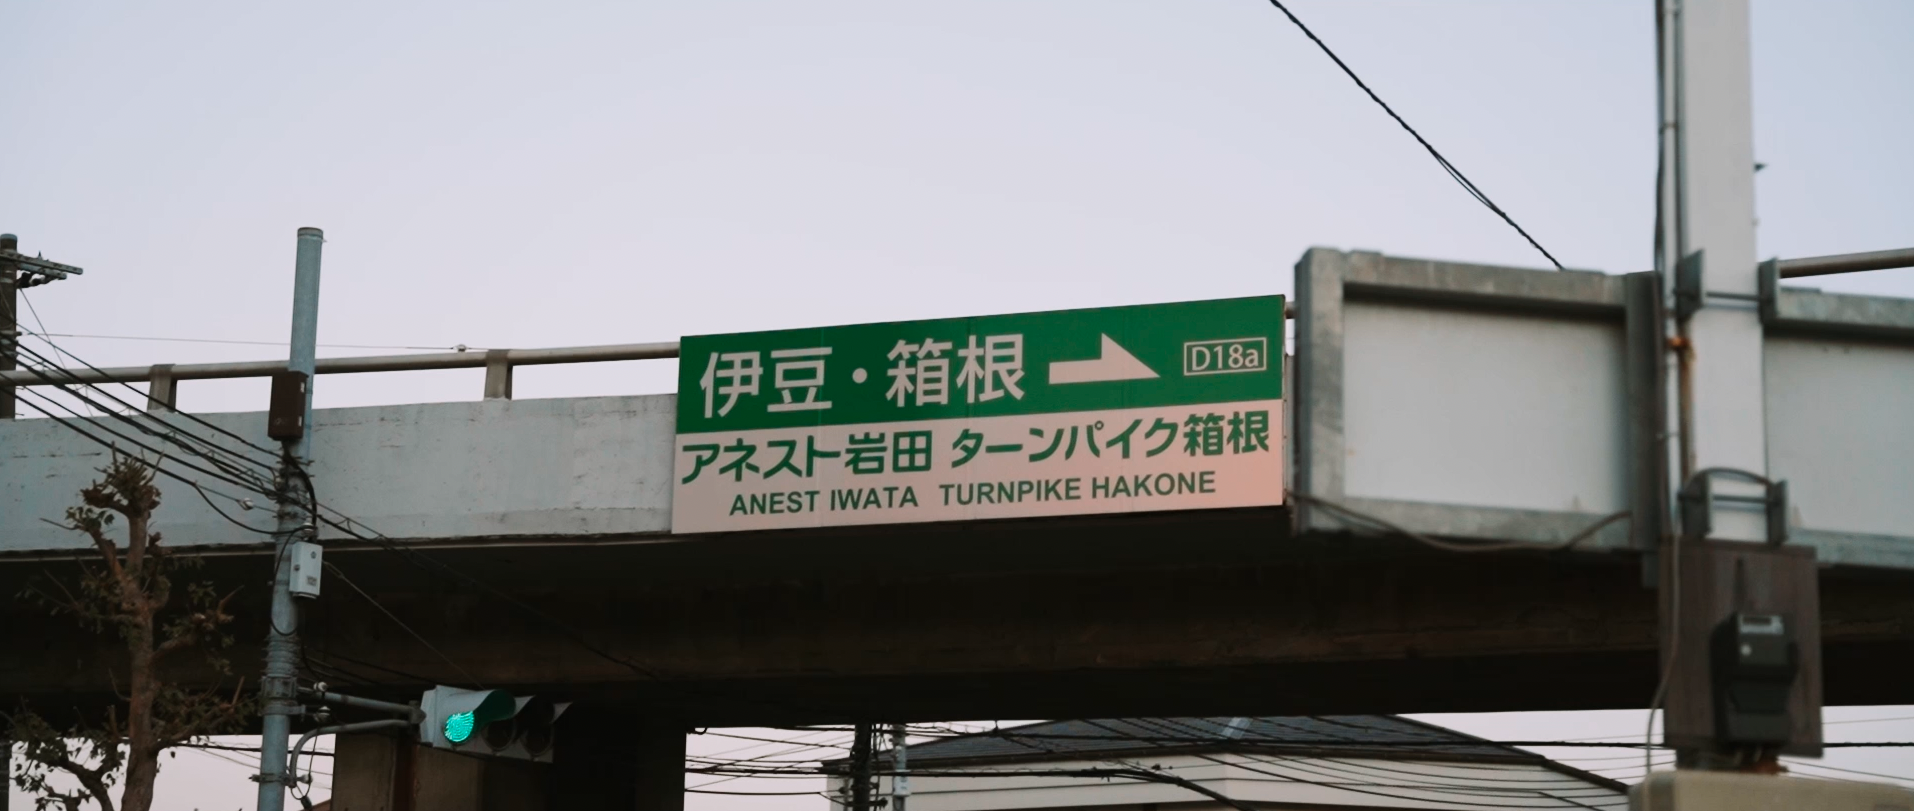 伊豆・箱根 → D18a
アネスト岩田 ターンパイク箱根
ANEST IWATA TURNPIKE HAKONE